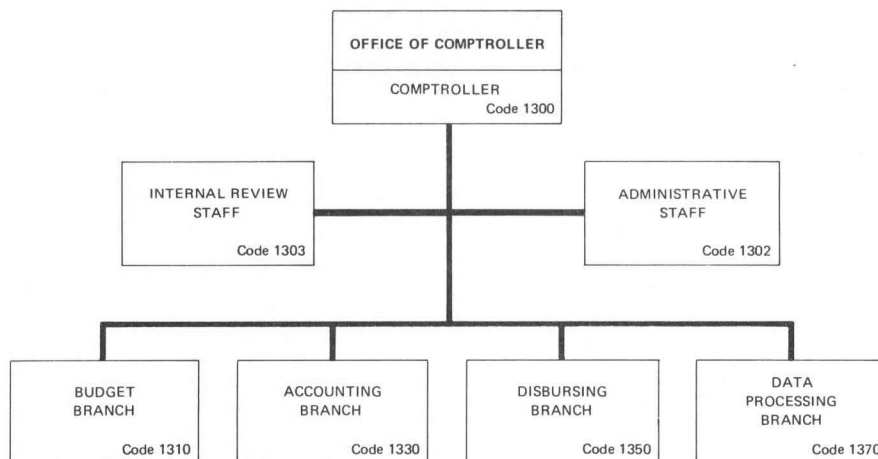 OFFICE OF COMPTROLLER
COMPTROLLER
Code 1300
INTERNAL REVIEW
STAFF
Code 1303
ADMINISTRATIVE
STAFF
Code 1302
BUDGET
BRANCH
Code 1310
ACCOUNTING
BRANCH
Code 1330
DISBURSING
BRANCH
Code 1350
DATA
PROCESSING
BRANCH
Code 1370